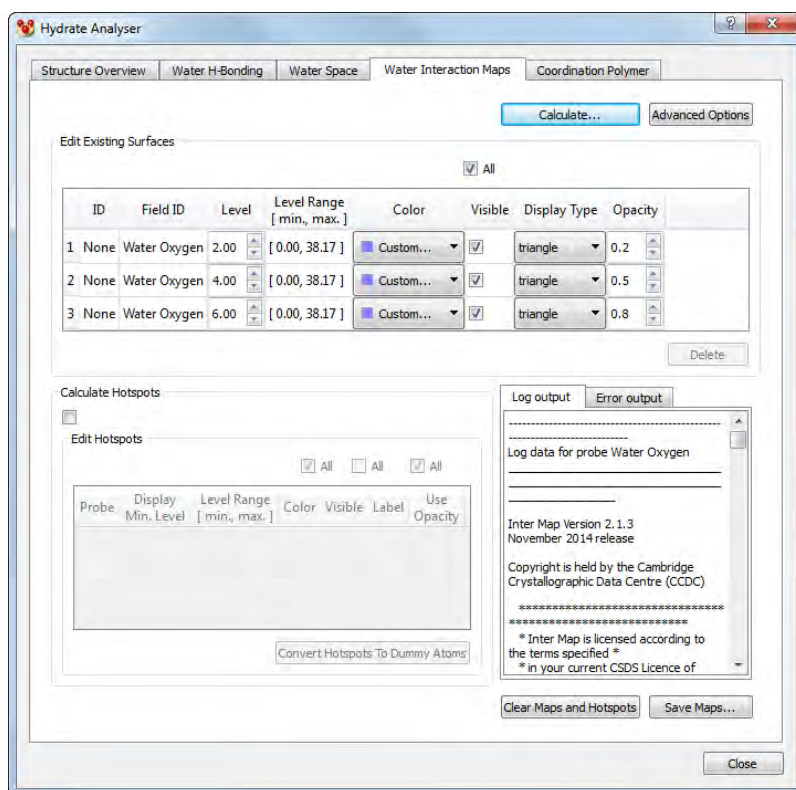 Hydrate Analyser
Structure Overview Water H-Bonding Water Space Water Interaction Maps Coordination Polymer
Calculate... Advanced Options
Edit Existing Surfaces
All
ID Field ID Level Level Range [ min., max. ] Color Visible Display Type Opacity
1 None Water Oxygen 2.00 [ 0.00, 38.17 ] Custom... triangle 0.2
2 None Water Oxygen 4.00 [ 0.00, 38.17 ] Custom... triangle 0.5
3 None Water Oxygen 6.00 [ 0.00, 38.17 ] Custom... triangle 0.8
Delete
Calculate Hotspots
Edit Hotspots
All All All
Probe Display Min. Level Level Range [ min., max. ] Color Visible Label Use Opacity
Convert Hotspots To Dummy Atoms
Log output Error output
--------------------------------------------------
----------------------------
Log data for probe Water Oxygen
Inter Map Version 2.1.3
November 2014 release
Copyright is held by the Cambridge
Crystallographic Data Centre (CCDC)
*******************************
***************************
* Inter Map is licensed according to
the terms specified *
* in your current CSDS Licence of
Clear Maps and Hotspots Save Maps...
Close